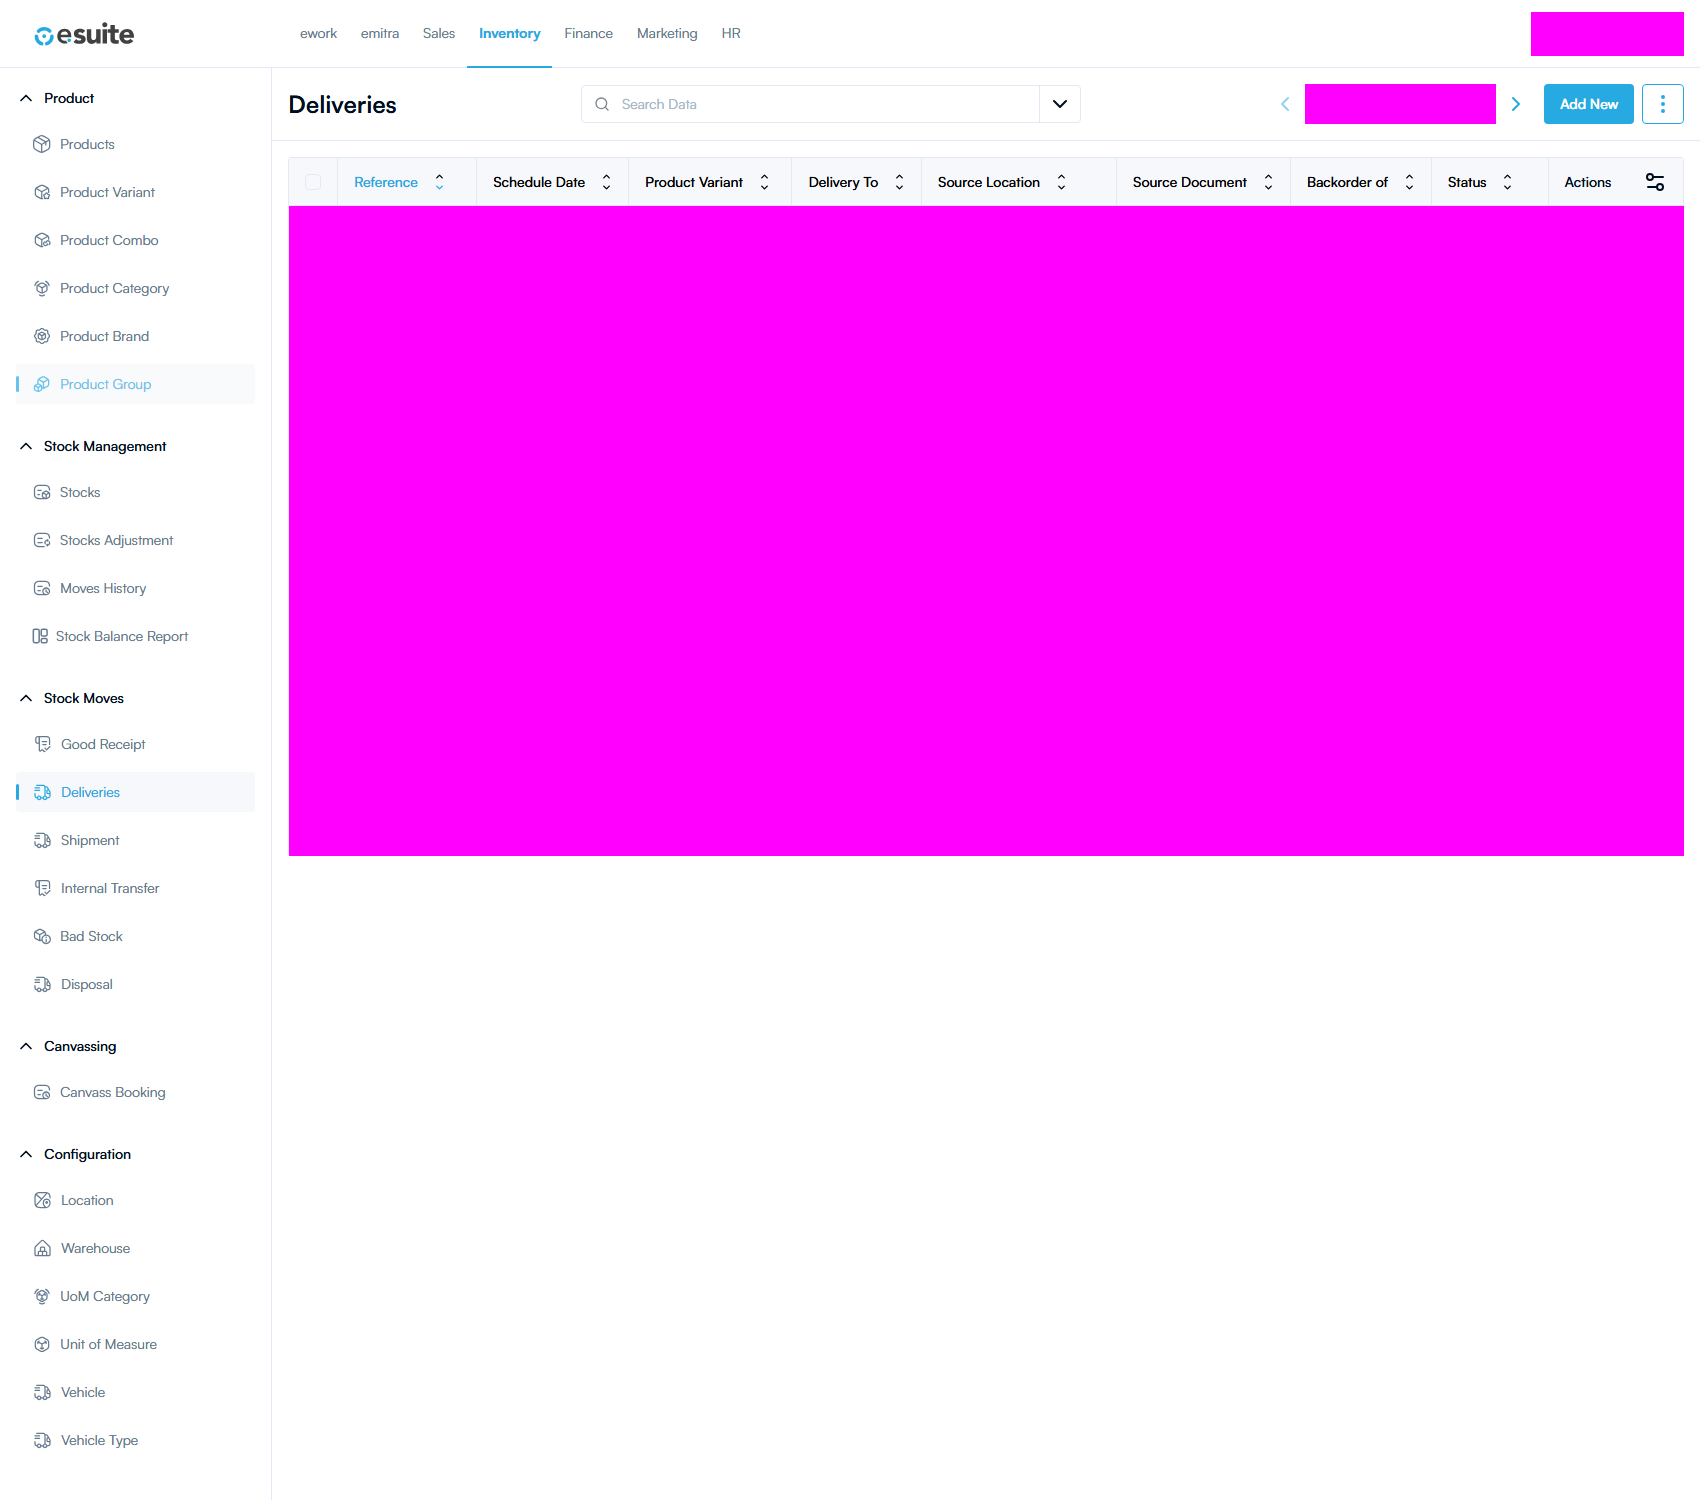 esuite
ework emitra Sales Inventory Finance Marketing HR
Product
Products
Product Variant
Product Combo
Product Category
Product Brand
Product Group
Stock Management
Stocks
Stocks Adjustment
Moves History
Stock Balance Report
Stock Moves
Good Receipt
Deliveries
Shipment
Internal Transfer
Bad Stock
Disposal
Canvassing
Canvass Booking
Configuration
Location
Warehouse
UoM Category
Unit of Measure
Vehicle
Vehicle Type
Deliveries
Search Data
Add New
Reference Schedule Date Product Variant Delivery To Source Location Source Document Backorder of Status Actions